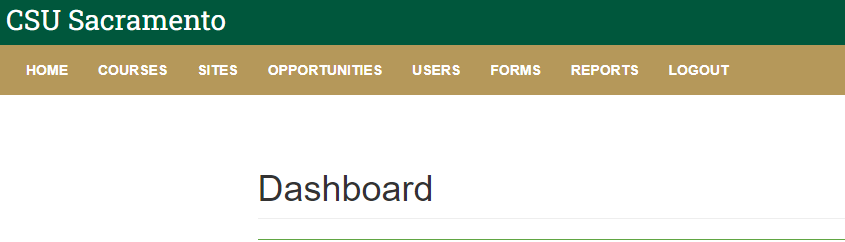 CSU Sacramento
HOME COURSES SITES OPPORTUNITIES USERS FORMS REPORTS LOGOUT
Dashboard